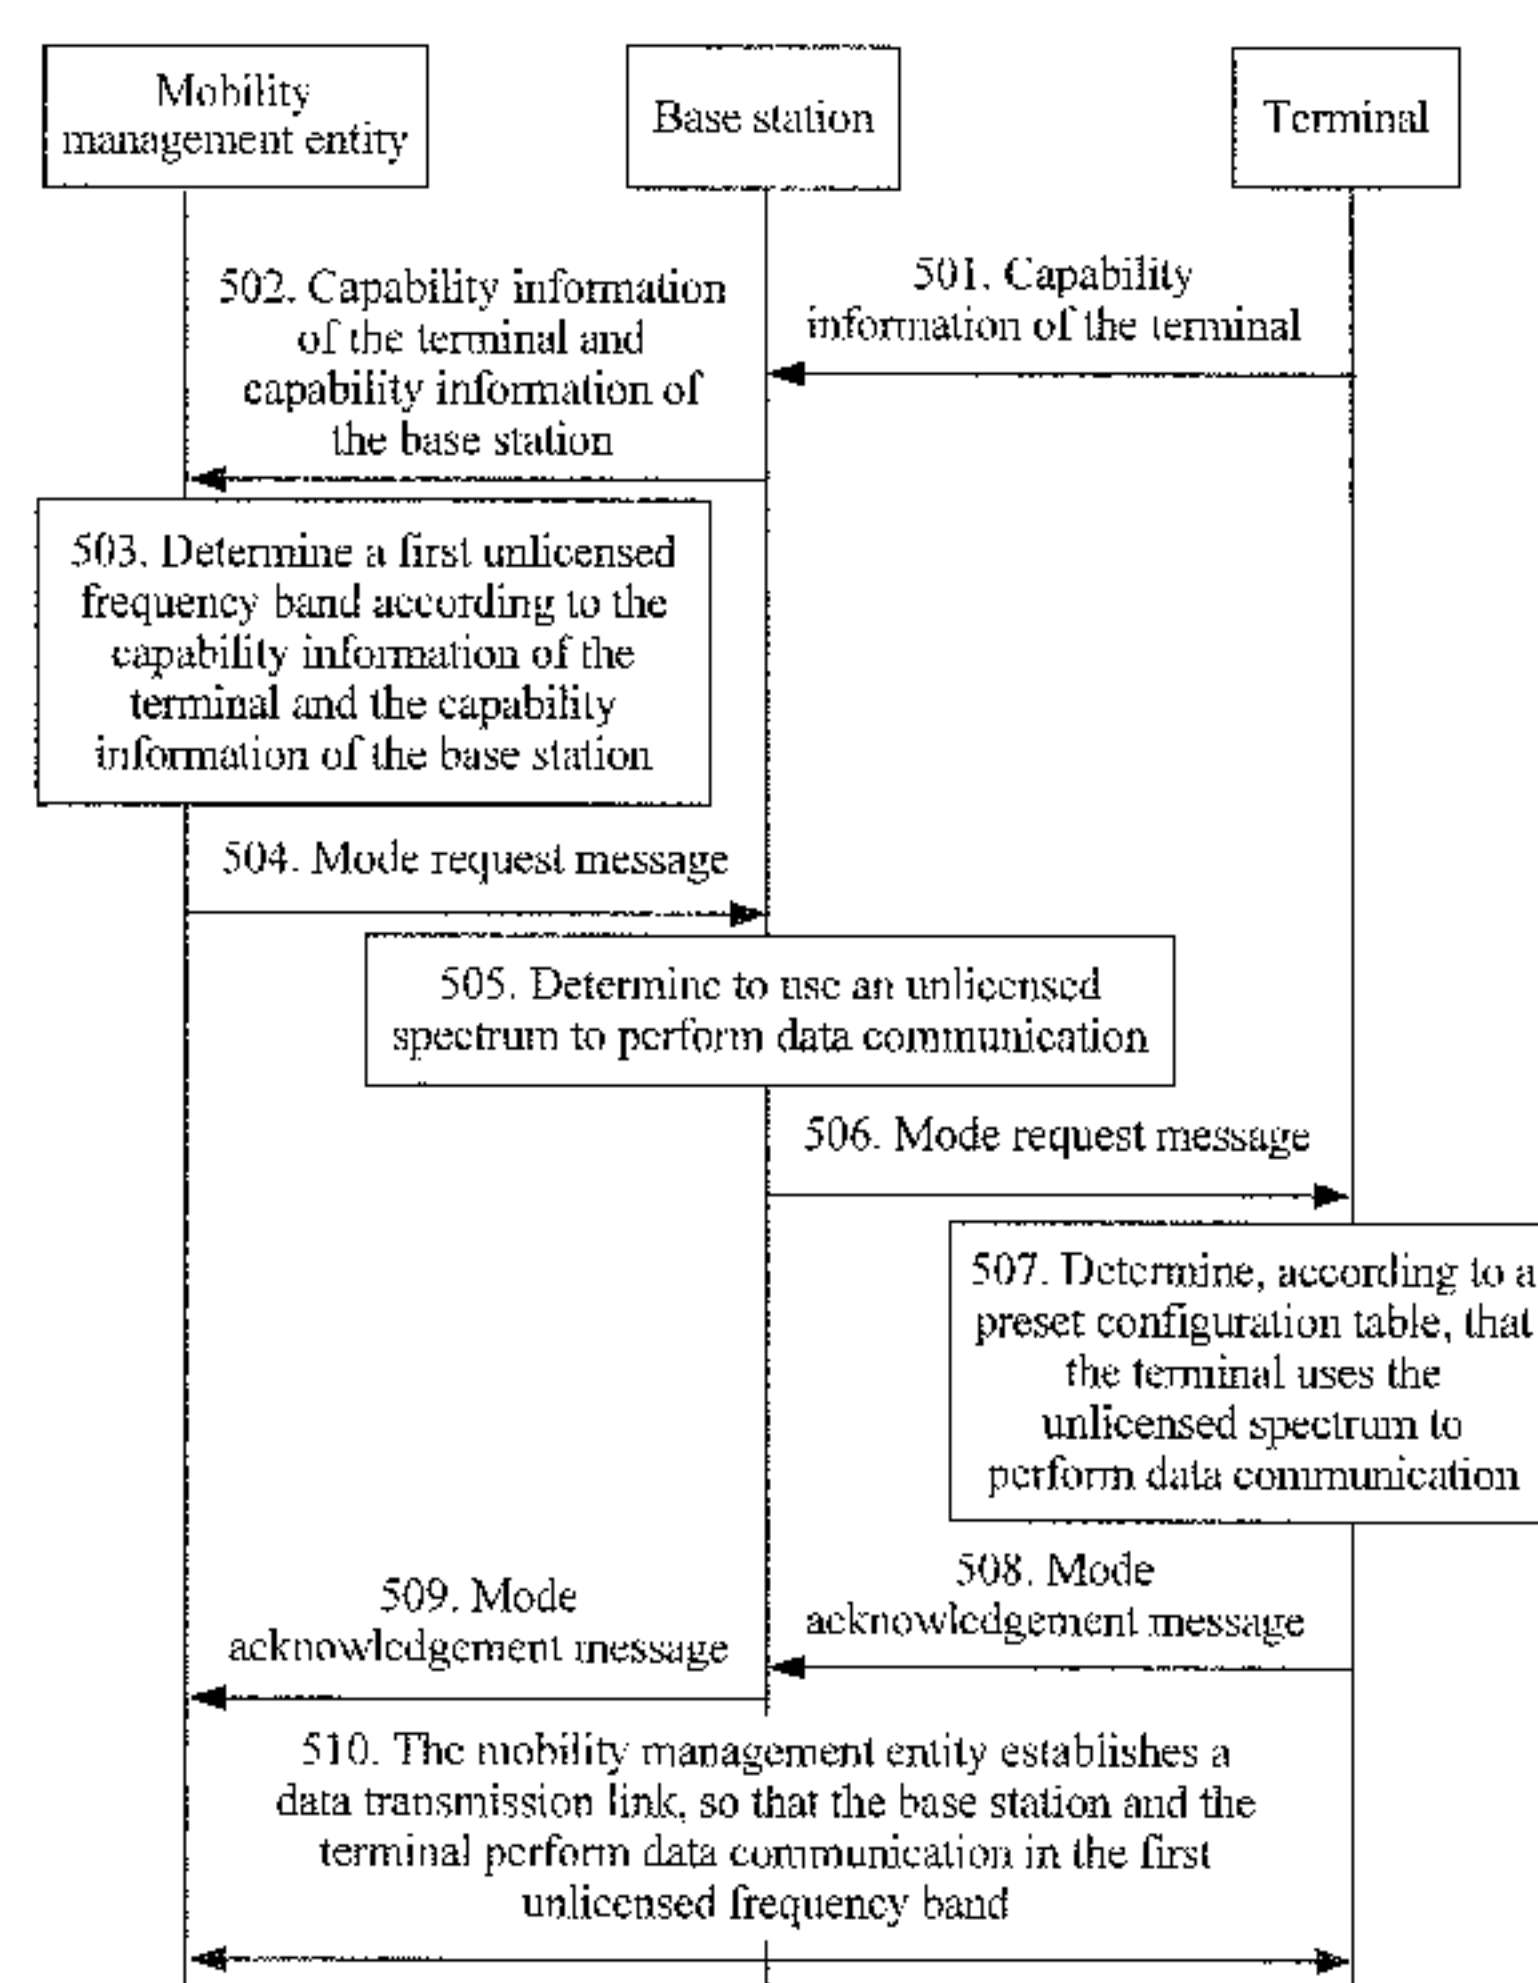 Mobility
management entity
Base station
Terminal
501. Capability
information of the terminal
502. Capability information
of the terminal and
capability information of
the base station
503. Determine a first unlicensed
frequency band according to the
capability information of the
terminal and the capability
information of the base station
504. Mode request message
505. Determine to use an unlicensed
spectrum to perform data communication
506. Mode request message
507. Determine, according to a
preset configuration table, that
the terminal uses the
unlicensed spectrum to
perform data communication
508. Mode
acknowledgement message
509. Mode
acknowledgement message
510. The mobility management entity establishes a
data transmission link, so that the base station and the
terminal perform data communication in the first
unlicensed frequency band